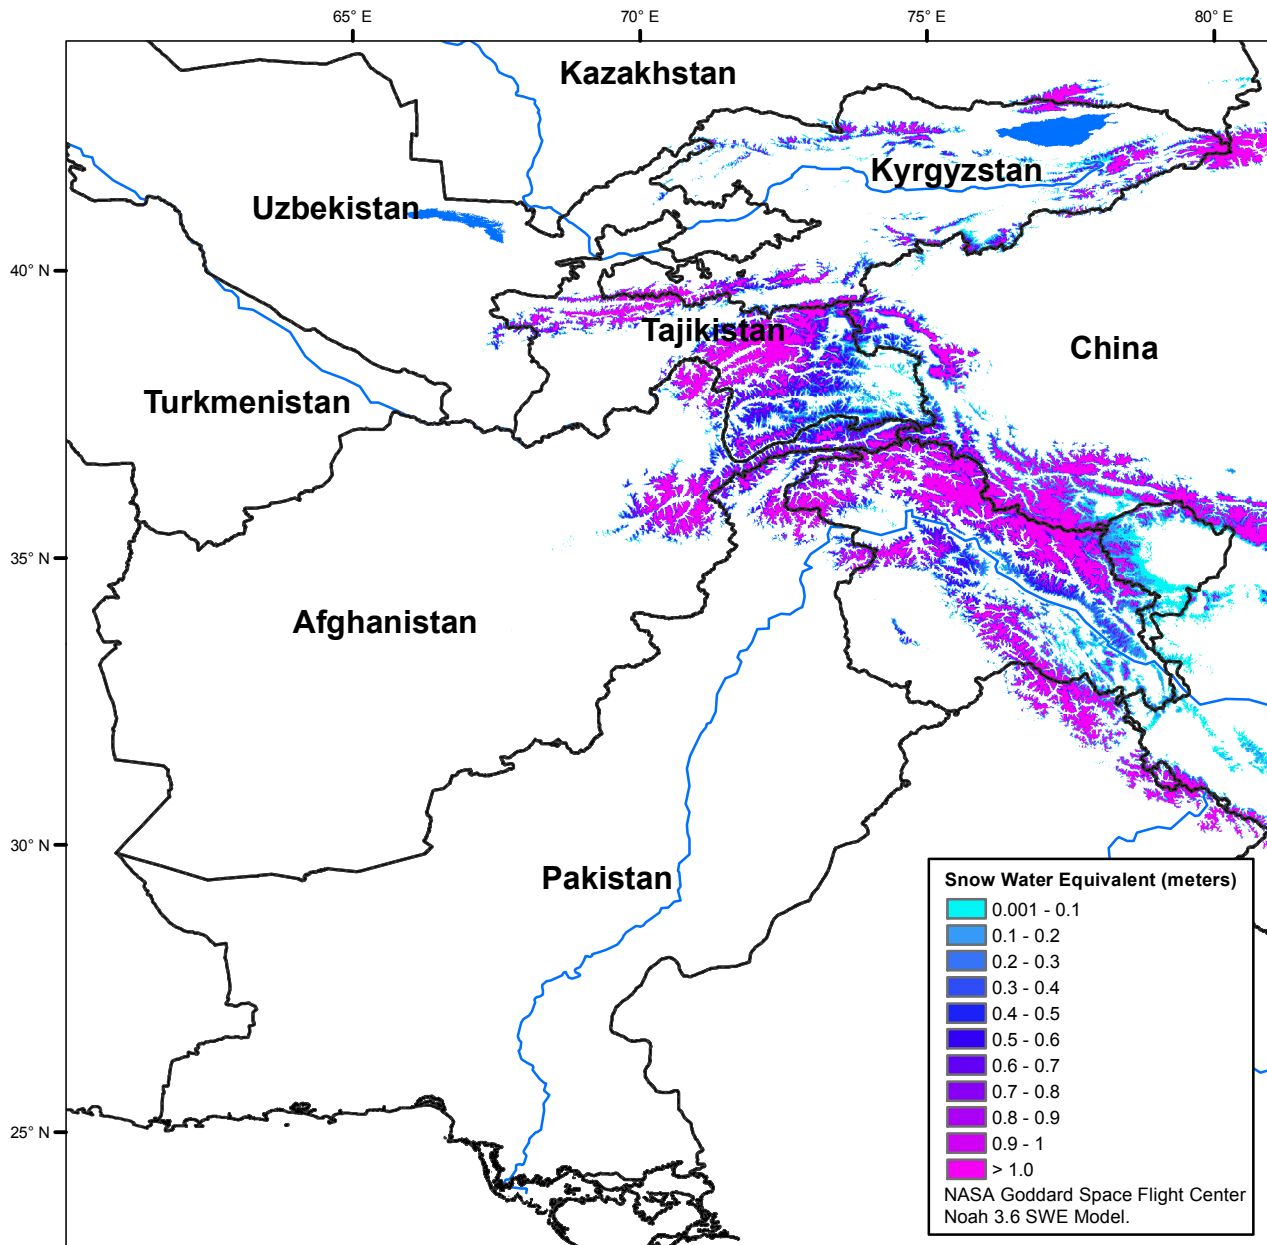 65° E
70° E
75° E
80° E
Kazakhstan
Kyrgyzstan
Uzbekistan
40° N
Tajikistan
China
Turkmenistan
35° N
Afghanistan
30° N
Pakistan
25° N
Snow Water Equivalent (meters)
0.001 - 0.1
0.1 - 0.2
0.2 - 0.3
0.3 - 0.4
0.4 - 0.5
0.5 - 0.6
0.6 - 0.7
0.7 - 0.8
0.8 - 0.9
0.9 - 1
> 1.0
NASA Goddard Space Flight Center
Noah 3.6 SWE Model.